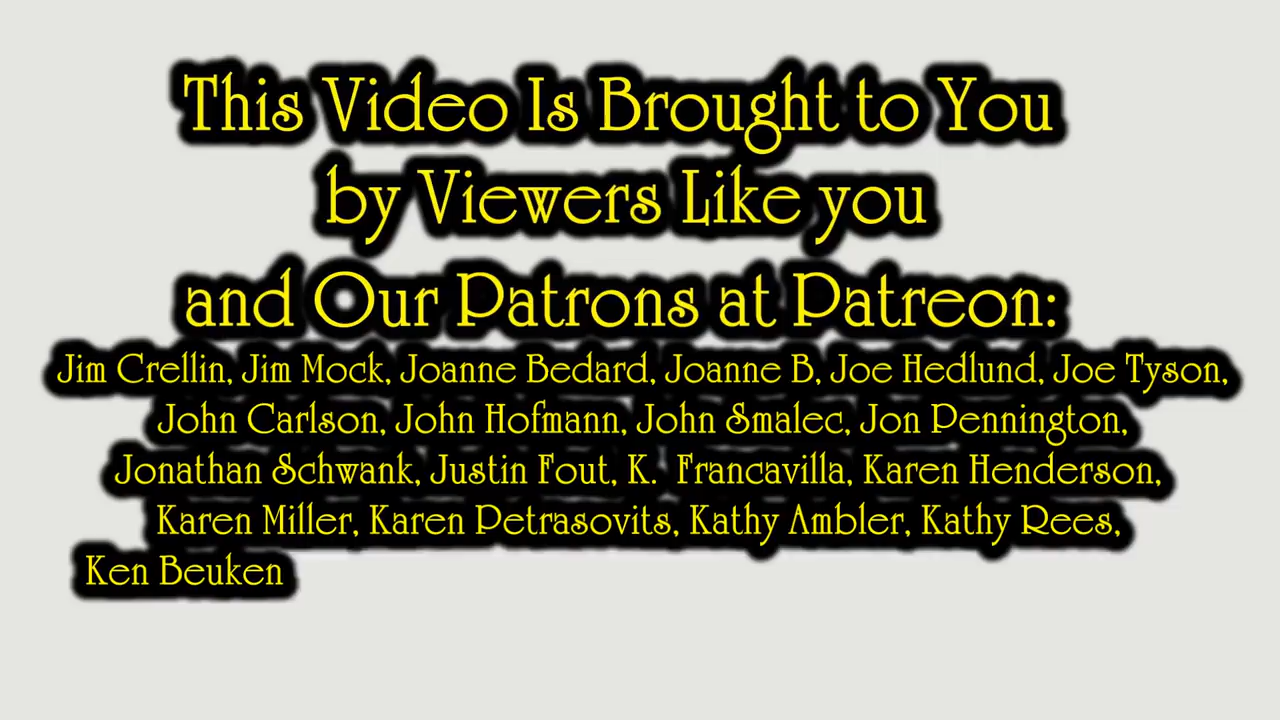 This Video Is Brought to You
by Viewers Like you
and Our Patrons at Patreon:
Jim Crellin, Jim Mock, Joanne Bedard, Joanne B, Joe Hedlund, Joe Tyson,
John Carlson, John Hofmann, John Smalec, Jon Pennington,
Jonathan Schwank, Justin Fout, K. Francavilla, Karen Henderson,
Karen Miller, Karen Petrasovits, Kathy Ambler, Kathy Rees,
Ken Beuken